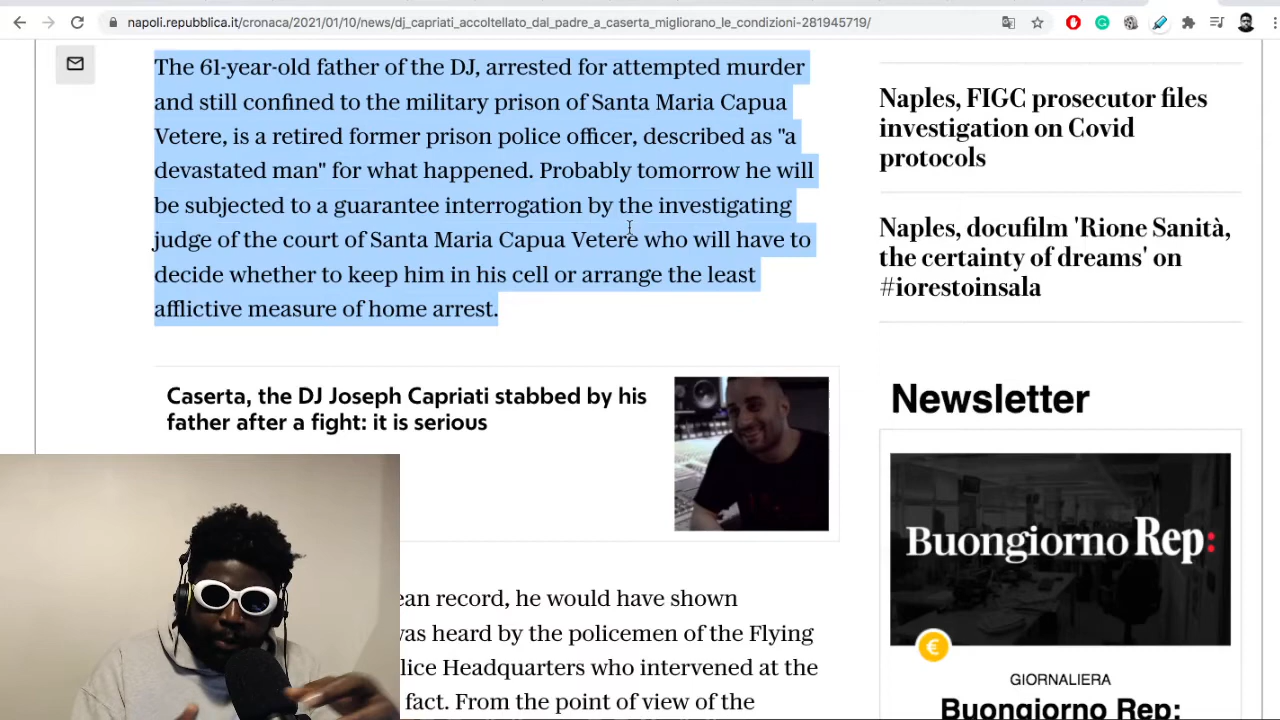 napoli.repubblica.it/cronaca/2021/01/10/news/dj_capriati_accoltellato_dal_padre_a_caserta_migliorano_le_condizioni-281945719/
The 61-year-old father of the DJ, arrested for attempted murder
and still confined to the military prison of Santa Maria Capua
Vetere, is a retired former prison police officer, described as "a
devastated man" for what happened. Probably tomorrow he will
be subjected to a guarantee interrogation by the investigating
judge of the court of Santa Maria Capua Vetere who will have to
decide whether to keep him in his cell or arrange the least
afflictive measure of home arrest.
Caserta, the DJ Joseph Capriati stabbed by his
father after a fight: it is serious
ean record, he would have shown
was heard by the policemen of the Flying
lice Headquarters who intervened at the
fact. From the point of view of the
Naples, FIGC prosecutor files
investigation on Covid
protocols
Naples, docufilm 'Rione Sanità,
the certainty of dreams' on
#iorestoinsala
Newsletter
Buongiorno Rep:
€
GIORNALIERA
Buongiorno Rep: